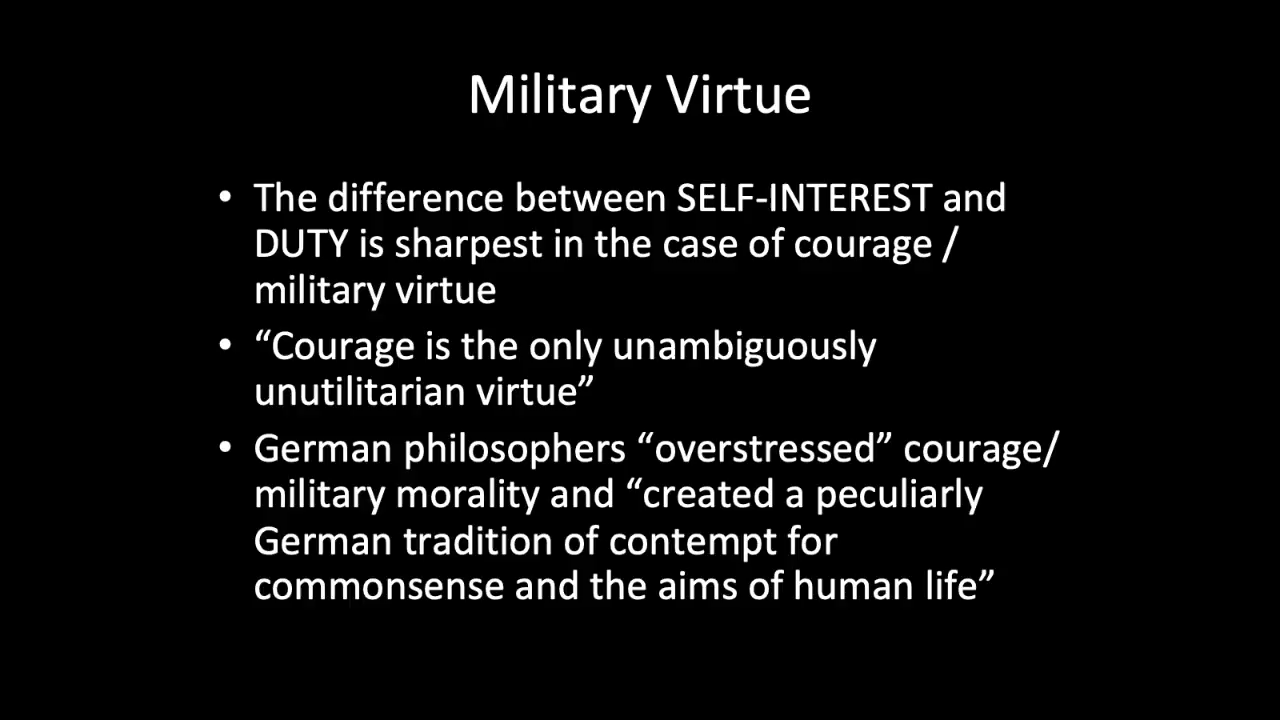 Military Virtue
• The difference between SELF-INTEREST and
DUTY is sharpest in the case of courage /
military virtue
• “Courage is the only unambiguously
unutilitarian virtue”
• German philosophers “overstressed” courage/
military morality and “created a peculiarly
German tradition of contempt for
commonsense and the aims of human life”